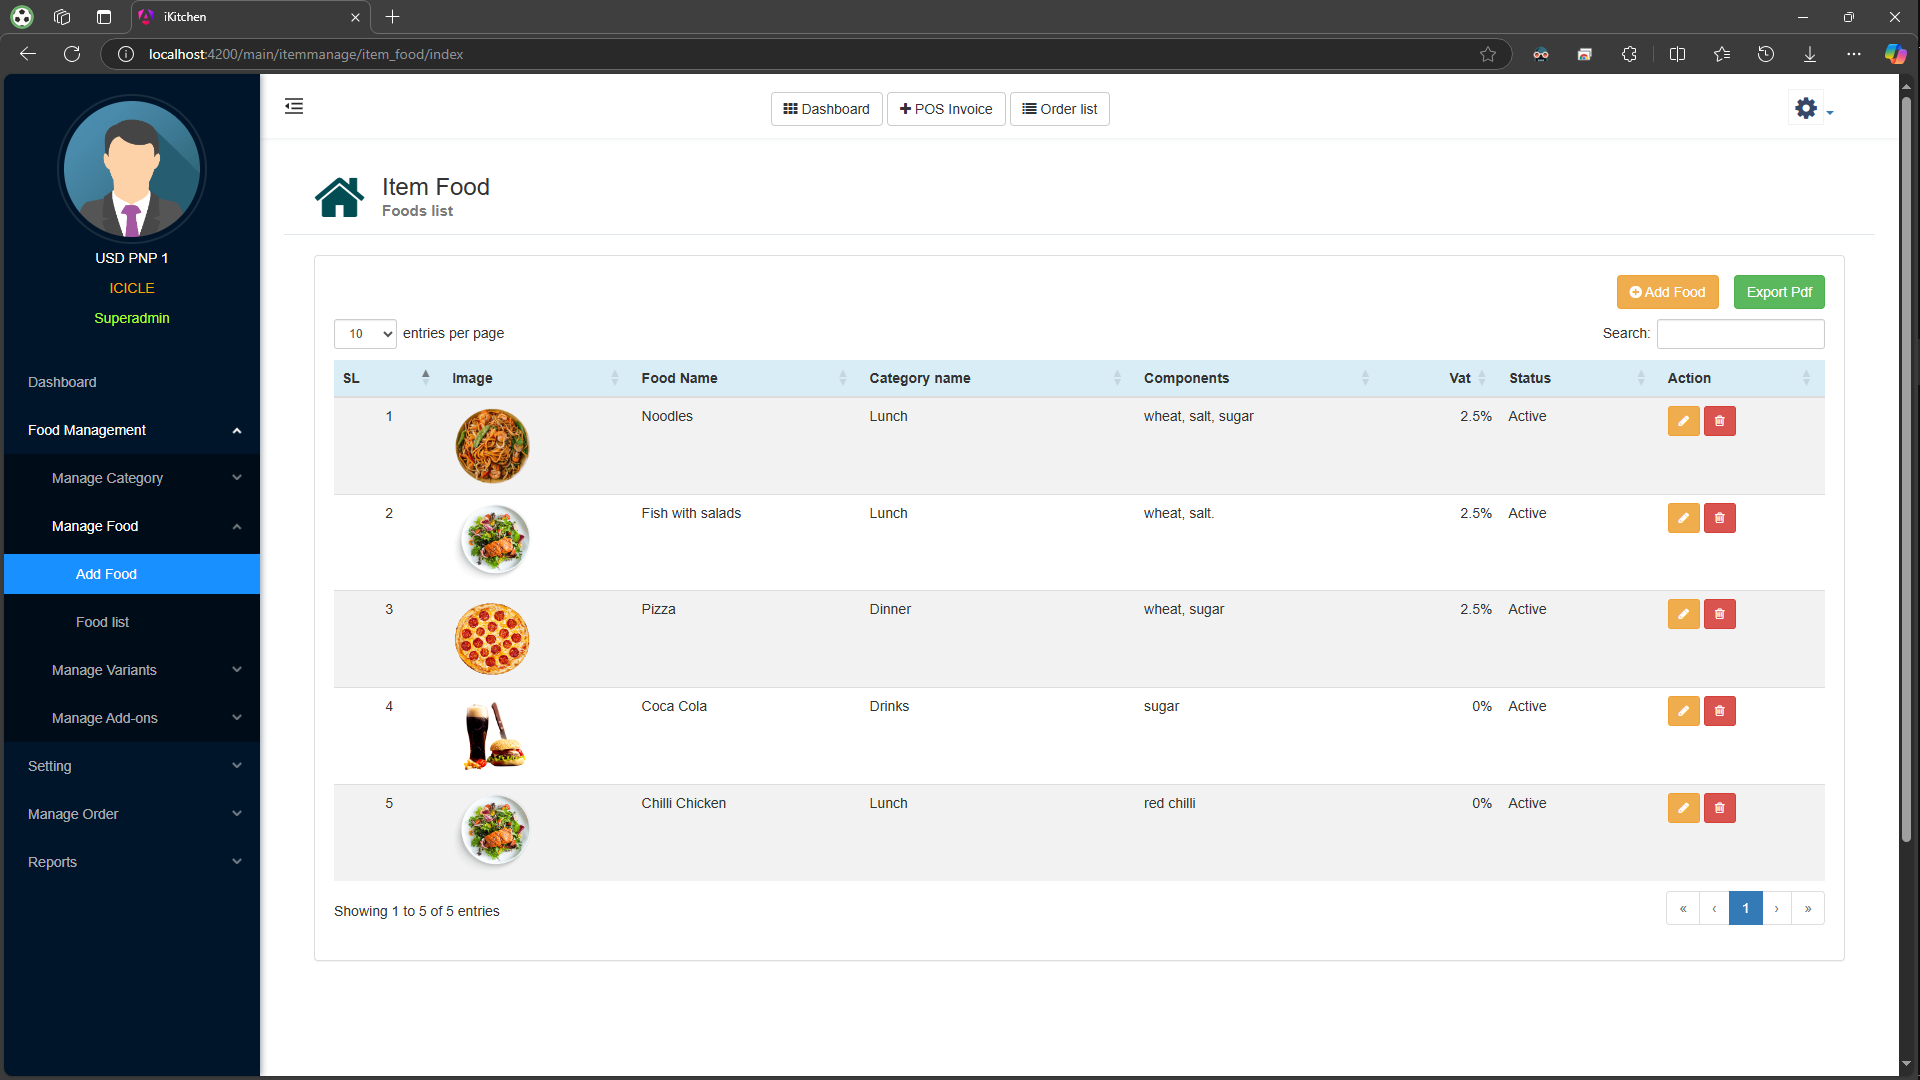 iKitchen
localhost:4200/main/itemmanage/item_food/index
USD PNP 1
ICICLE
Superadmin
Dashboard
Food Management
Manage Category
Manage Food
Add Food
Food list
Manage Variants
Manage Add-ons
Setting
Manage Order
Reports
Dashboard POS Invoice Order list
Item Food
Foods list
Add Food Export Pdf
10 entries per page Search:
SL Image Food Name Category name Components Vat Status Action
1 Noodles Lunch wheat, salt, sugar 2.5% Active
2 Fish with salads Lunch wheat, salt. 2.5% Active
3 Pizza Dinner wheat, sugar 2.5% Active
4 Coca Cola Drinks sugar 0% Active
5 Chilli Chicken Lunch red chilli 0% Active
Showing 1 to 5 of 5 entries « ‹ 1 › »